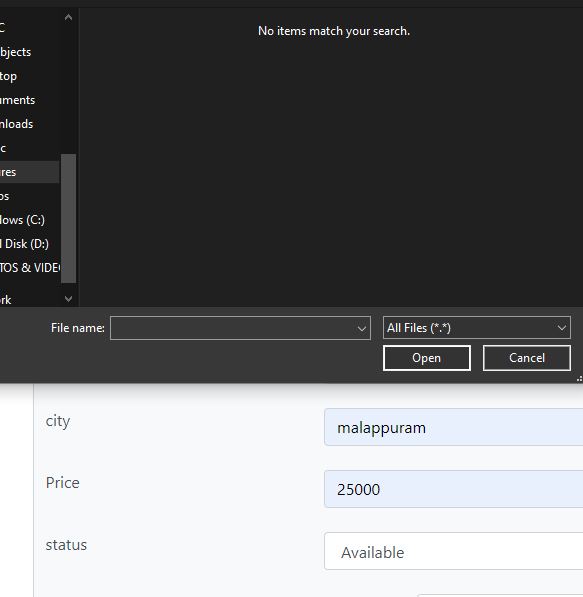 C
No items match your search.
bjects
top
uments
nloads
c
res
os
lows (C:)
l Disk (D:)
TOS & VIDE
rk
File name:
All Files (*.*)
Open
Cancel
city
malappuram
Price
25000
status
Available